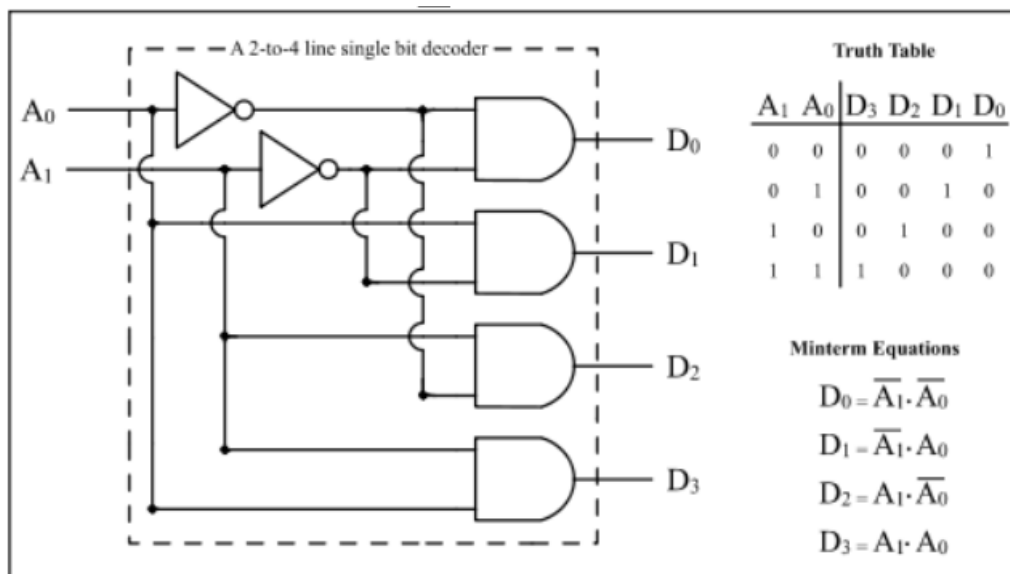 A 2-to-4 line single bit decoder
A₀
A₁
D₀
D₁
D₂
D₃
Truth Table
A₁ A₀ D₃ D₂ D₁ D₀
0 0 0 0 0 1
0 1 0 0 1 0
1 0 0 1 0 0
1 1 1 0 0 0
Minterm Equations
D₀ = A̅₁ · A̅₀
D₁ = A̅₁ · A₀
D₂ = A₁ · A̅₀
D₃ = A₁ · A₀